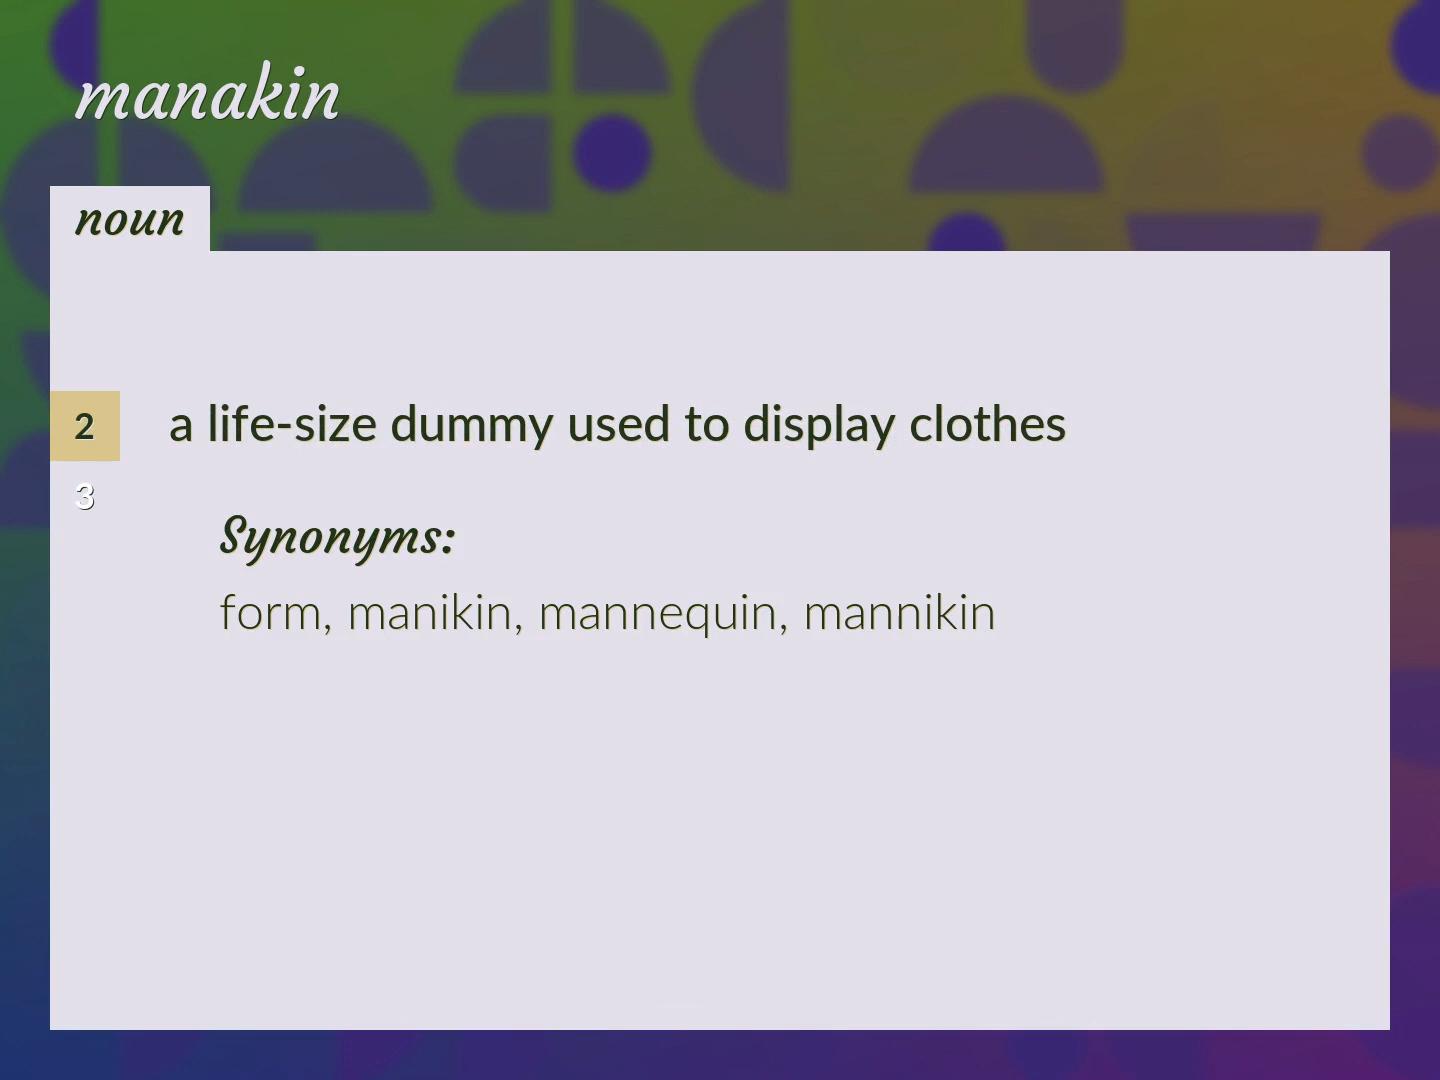 manakin
noun
2 a life-size dummy used to display clothes
3
Synonyms:
form, manikin, mannequin, mannikin